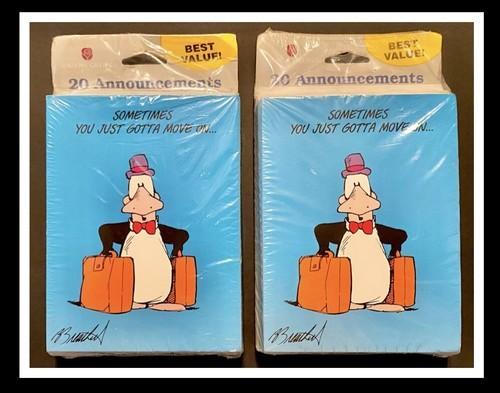 BEST
VALUE!
20 Announcements
SOMETIMES
YOU JUST GOTTA MOVE ON...
BEST
VALUE!
20 Announcements
SOMETIMES
YOU JUST GOTTA MOVE ON...